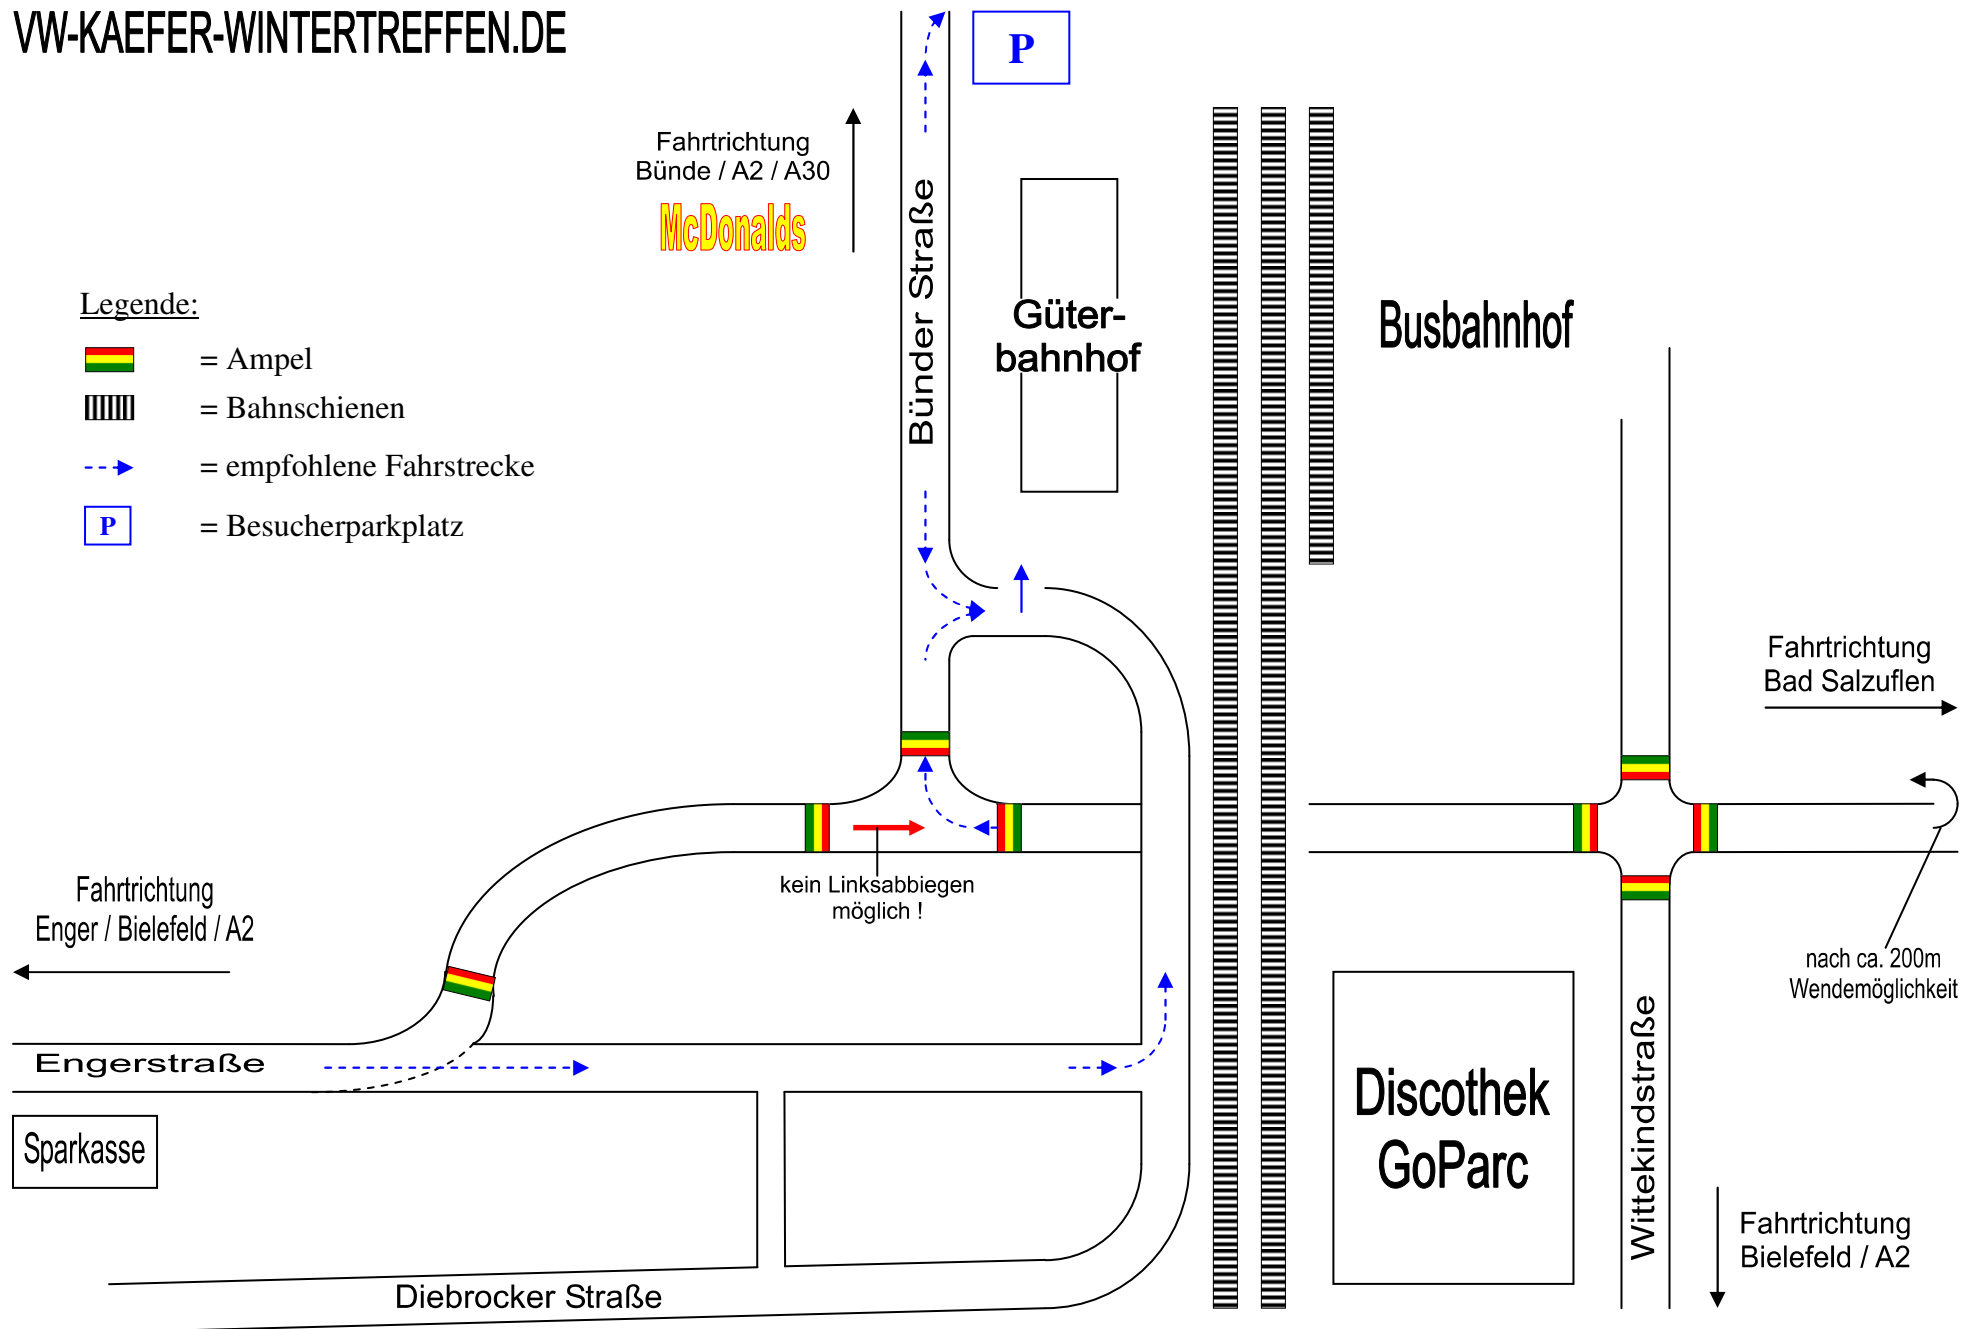 VW-KAEFER-WINTERTREFFEN.DE
P
Fahrtrichtung
Bünde / A2 / A30
McDonalds
Bünder Straße
Güter-
bahnhof
Busbahnhof
Legende:
= Ampel
= Bahnschienen
= empfohlene Fahrstrecke
P = Besucherparkplatz
Fahrtrichtung
Bad Salzuflen
kein Linksabbiegen
möglich !
Fahrtrichtung
Enger / Bielefeld / A2
nach ca. 200m
Wendemöglichkeit
Engerstraße
Sparkasse
Discothek
GoParc
Wittekindstraße
Fahrtrichtung
Bielefeld / A2
Diebrocker Straße